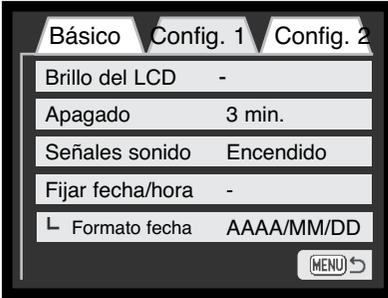 Básico Config. 1 Config. 2
Brillo del LCD -
Apagado 3 min.
Señales sonido Encendido
Fijar fecha/hora -
Formato fecha AAAA/MM/DD
MENU